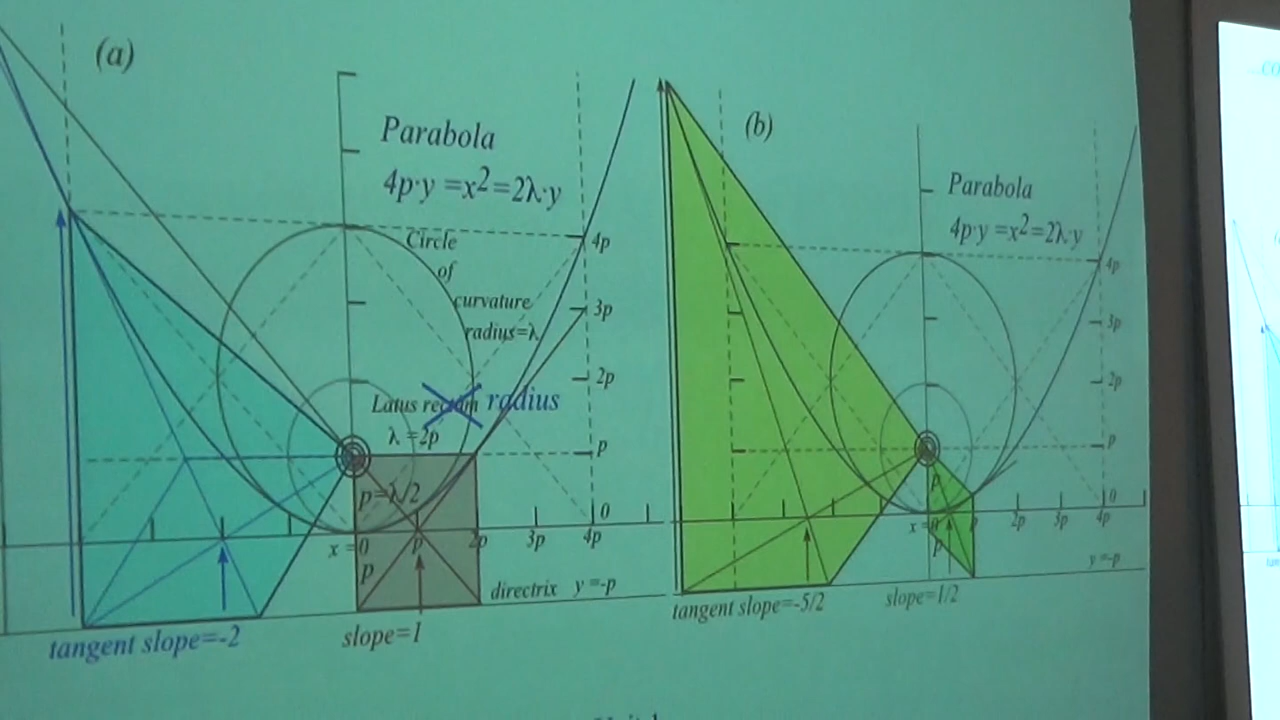 (a)
Parabola
4p·y =x²=2λ·y
Circle
of
curvature
radius=λ
Latus rectum radius
λ =2p
p=λ/2
4p
3p
2p
p
0
x =0
p
2p
3p
4p
p
directrix y =-p
tangent slope=-2
slope=1
(b)
Parabola
4p·y =x²=2λ·y
4p
3p
2p
p
0
p
x =0
p
2p
3p
4p
p
y =-p
tangent slope=-5/2
slope=1/2